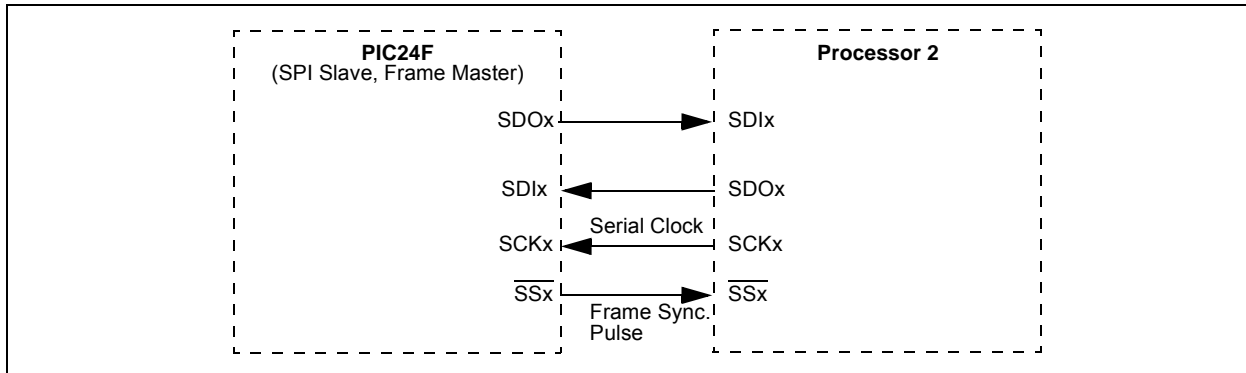 PIC24F
(SPI Slave, Frame Master)
Processor 2
SDOx
SDIx
SDIx
SDOx
Serial Clock
SCKx
SCKx
SSx
SSx
Frame Sync.
Pulse